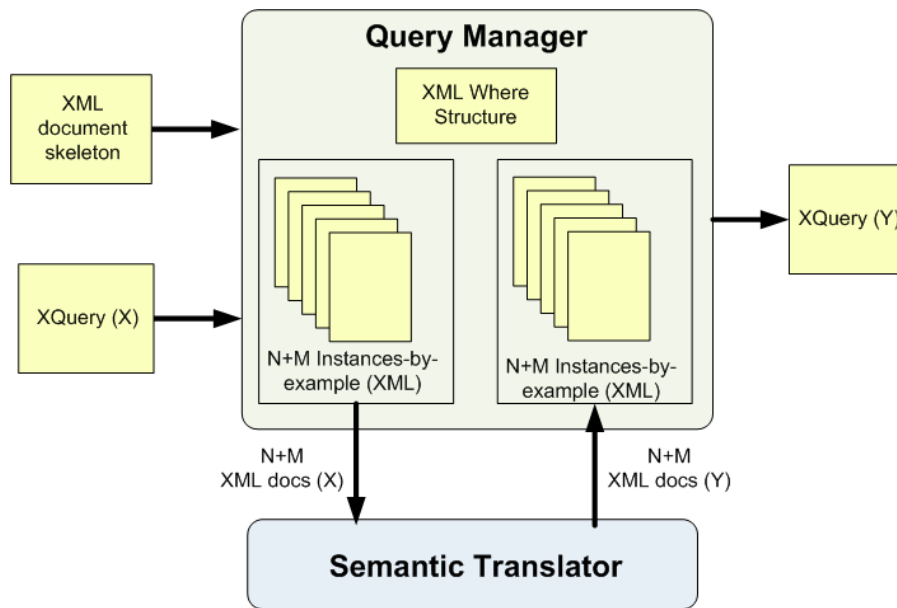 Query Manager
XML
document
skeleton
XML Where
Structure
XQuery (X)
XQuery (Y)
N+M Instances-by-
example (XML)
N+M Instances-by-
example (XML)
N+M
XML docs (X)
N+M
XML docs (Y)
Semantic Translator